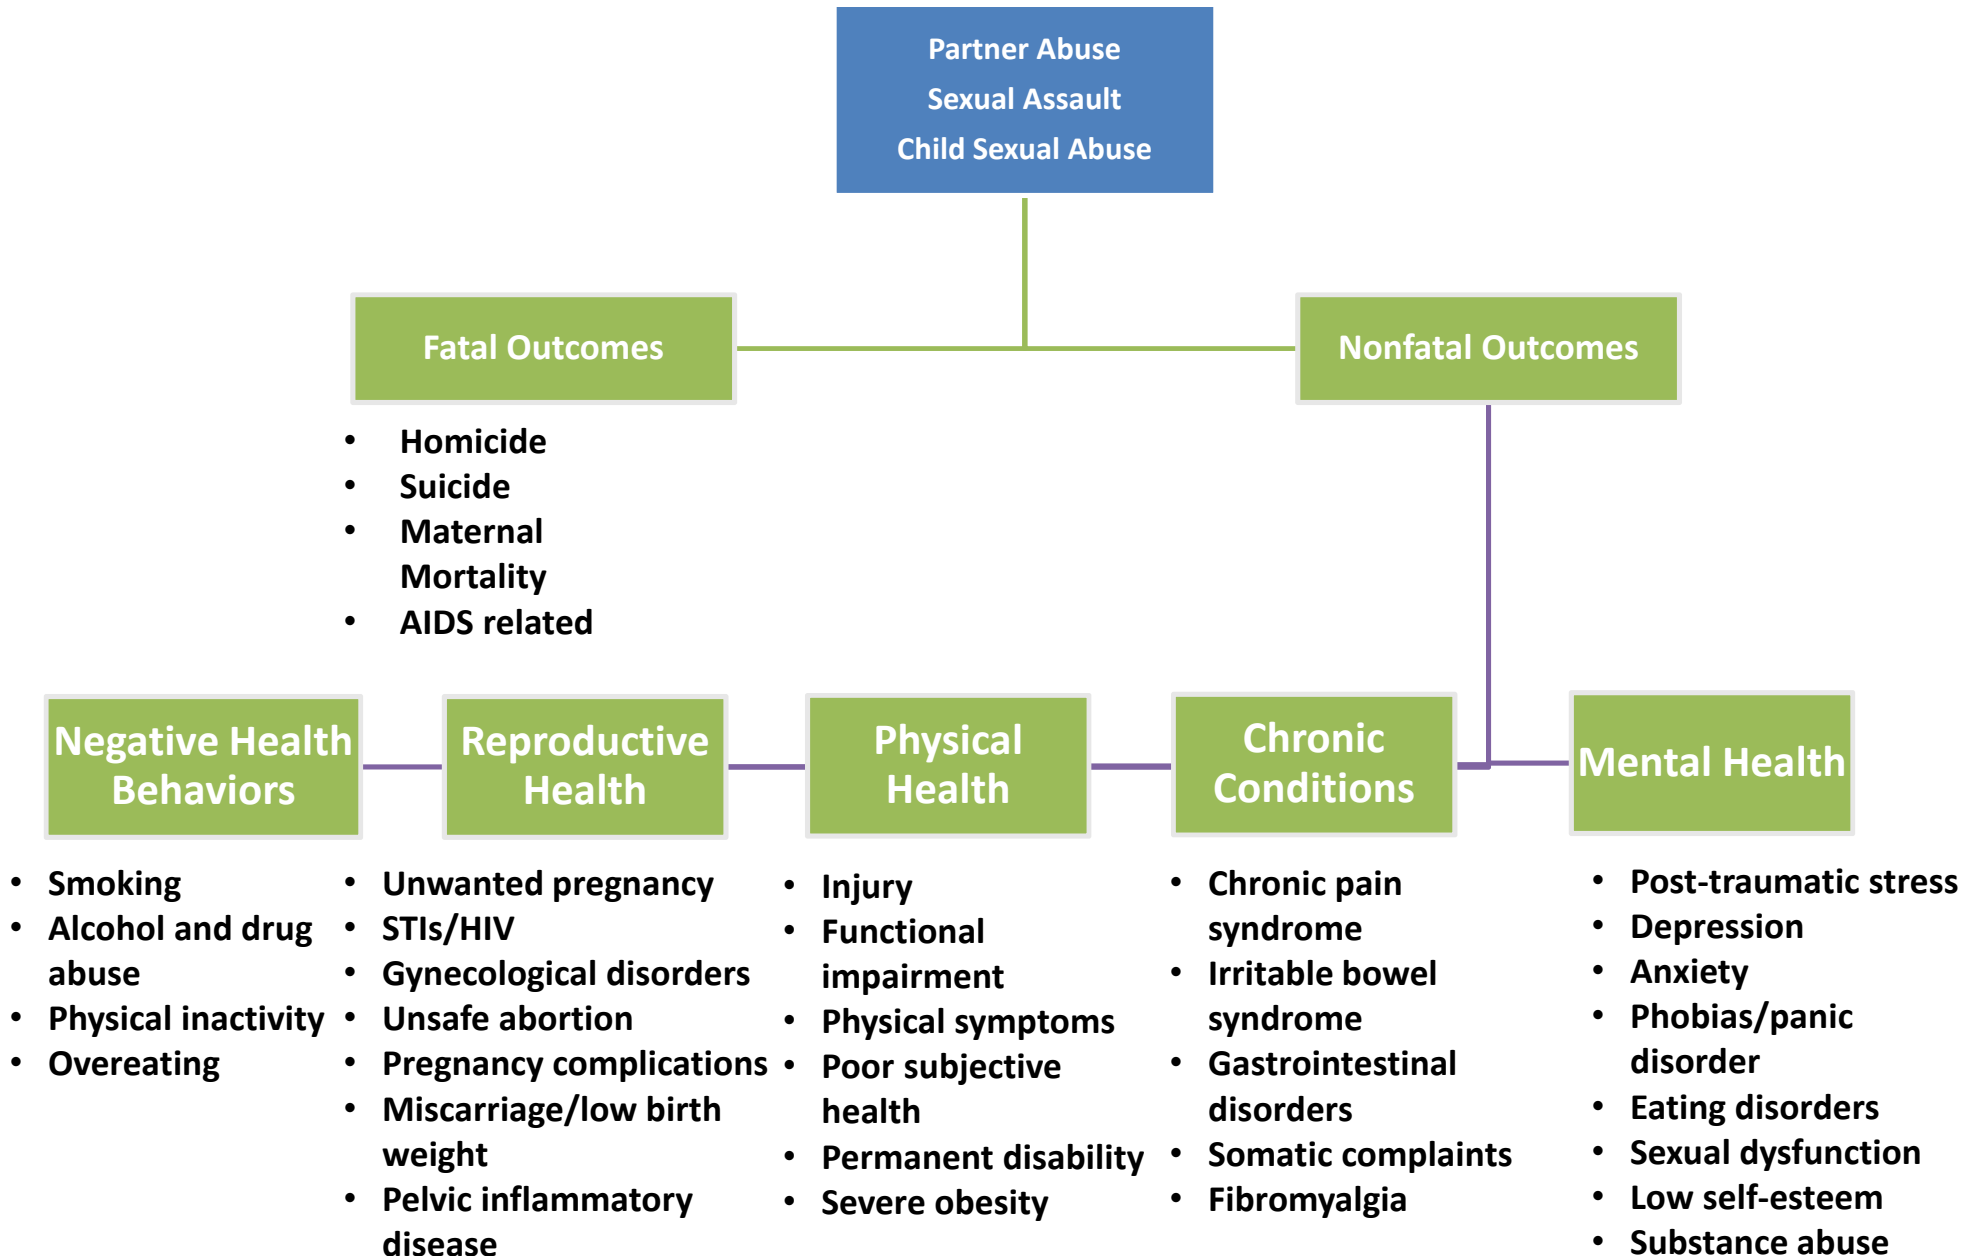 Partner Abuse
Sexual Assault
Child Sexual Abuse
Fatal Outcomes
Nonfatal Outcomes
• Homicide
• Suicide
• Maternal
Mortality
• AIDS related
Negative Health
Behaviors
Reproductive
Health
Physical
Health
Chronic
Conditions
Mental Health
• Smoking
• Alcohol and drug
abuse
• Physical inactivity
• Overeating
• Unwanted pregnancy
• STIs/HIV
• Gynecological disorders
• Unsafe abortion
• Pregnancy complications
• Miscarriage/low birth
weight
• Pelvic inflammatory
disease
• Injury
• Functional
impairment
• Physical symptoms
• Poor subjective
health
• Permanent disability
• Severe obesity
• Chronic pain
syndrome
• Irritable bowel
syndrome
• Gastrointestinal
disorders
• Somatic complaints
• Fibromyalgia
• Post-traumatic stress
• Depression
• Anxiety
• Phobias/panic
disorder
• Eating disorders
• Sexual dysfunction
• Low self-esteem
• Substance abuse